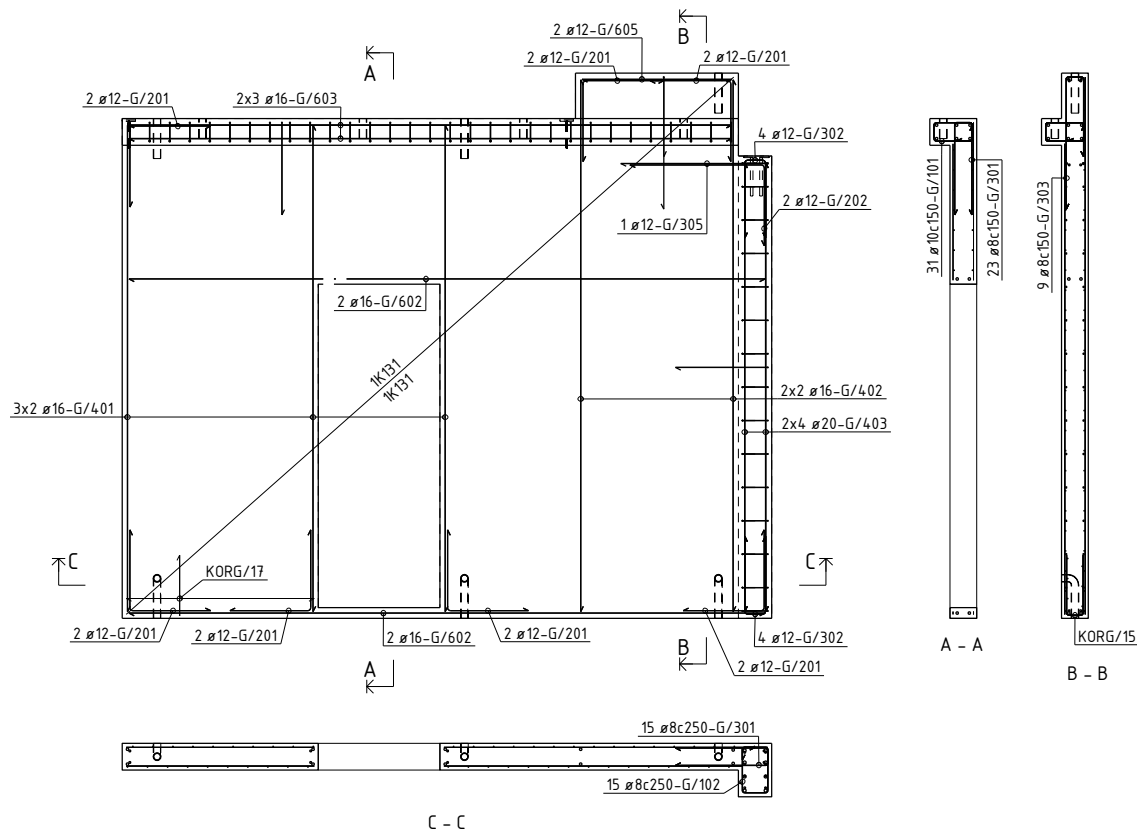 2 ø12-G/605
B
2 ø12-G/201
2 ø12-G/201
A
2 ø12-G/201
2x3 ø16-G/603
4 ø12-G/302
1 ø12-G/305
2 ø12-G/202
2 ø16-G/602
1K131
1K131
3x2 ø16-G/401
2x2 ø16-G/402
2x4 ø20-G/403
C
KORG/17
C
2 ø12-G/201
2 ø12-G/201
2 ø16-G/602
2 ø12-G/201
4 ø12-G/302
A
B
2 ø12-G/201
31 ø10c150-G/101
23 ø8c150-G/301
9 ø8c150-G/303
KORG/15
A - A
B - B
15 ø8c250-G/301
15 ø8c250-G/102
C - C